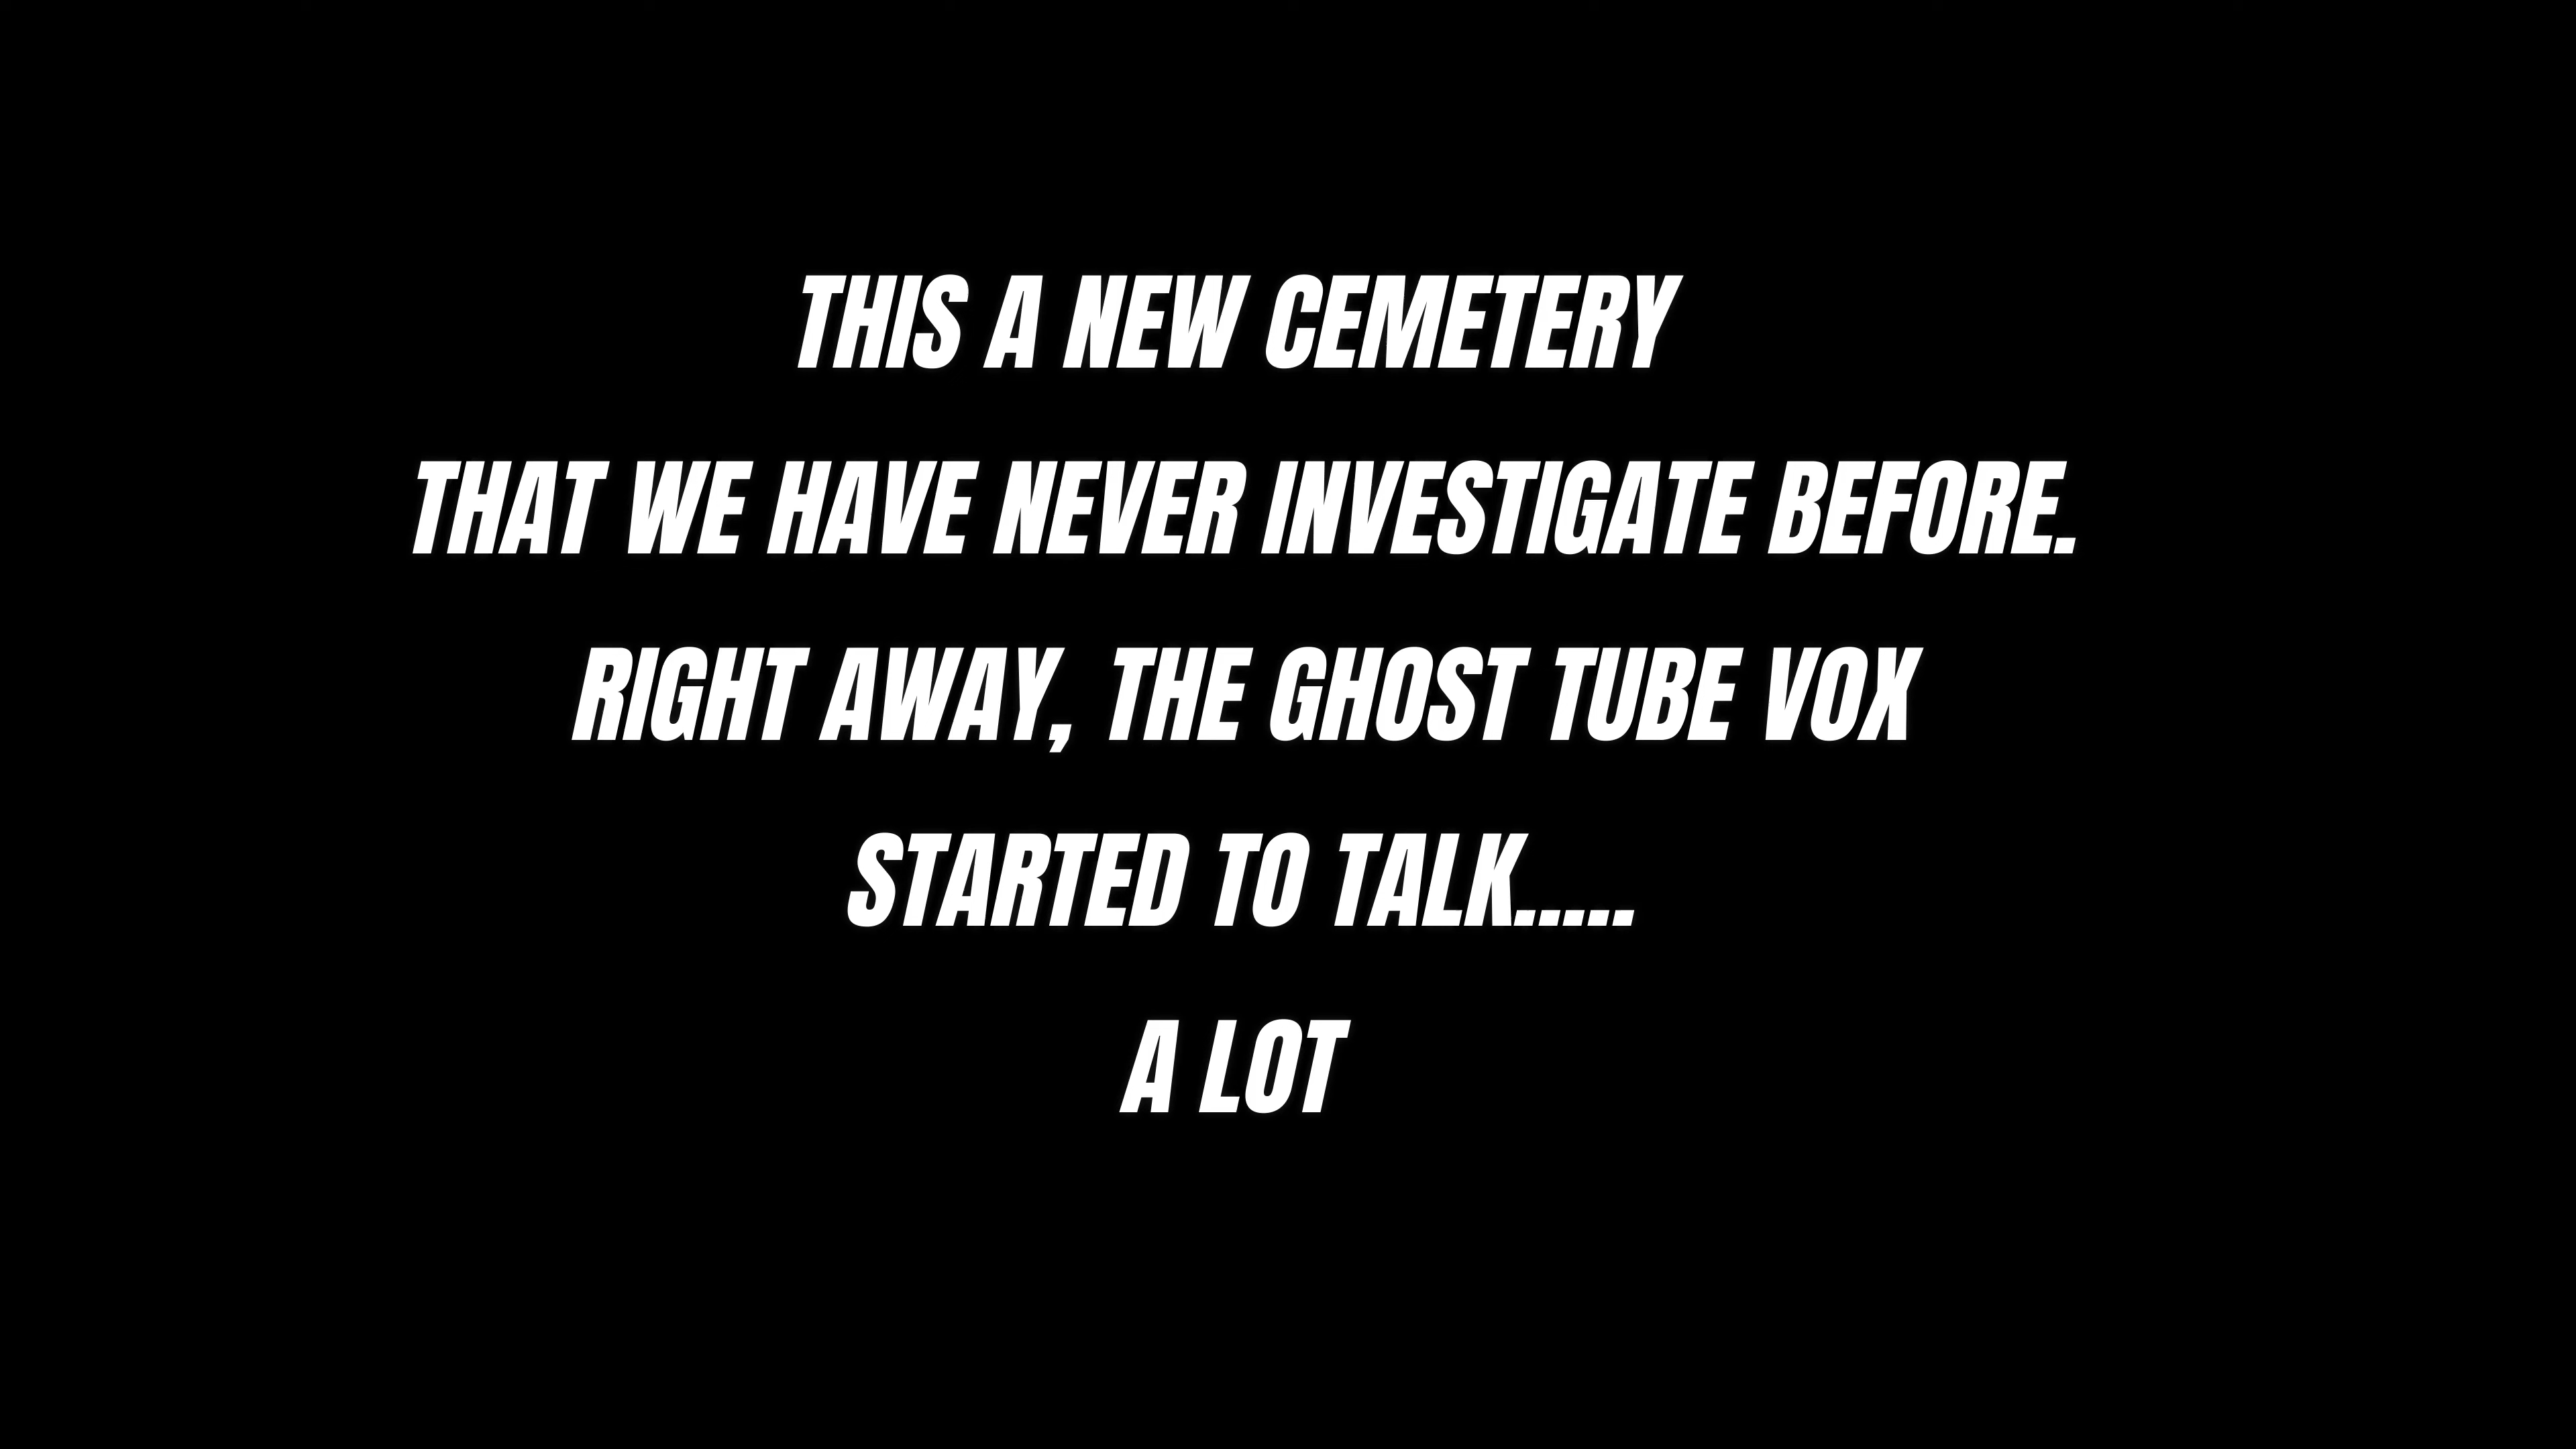 THIS A NEW CEMETERY
THAT WE HAVE NEVER INVESTIGATE BEFORE.
RIGHT AWAY, THE GHOST TUBE VOX
STARTED TO TALK.....
A LOT